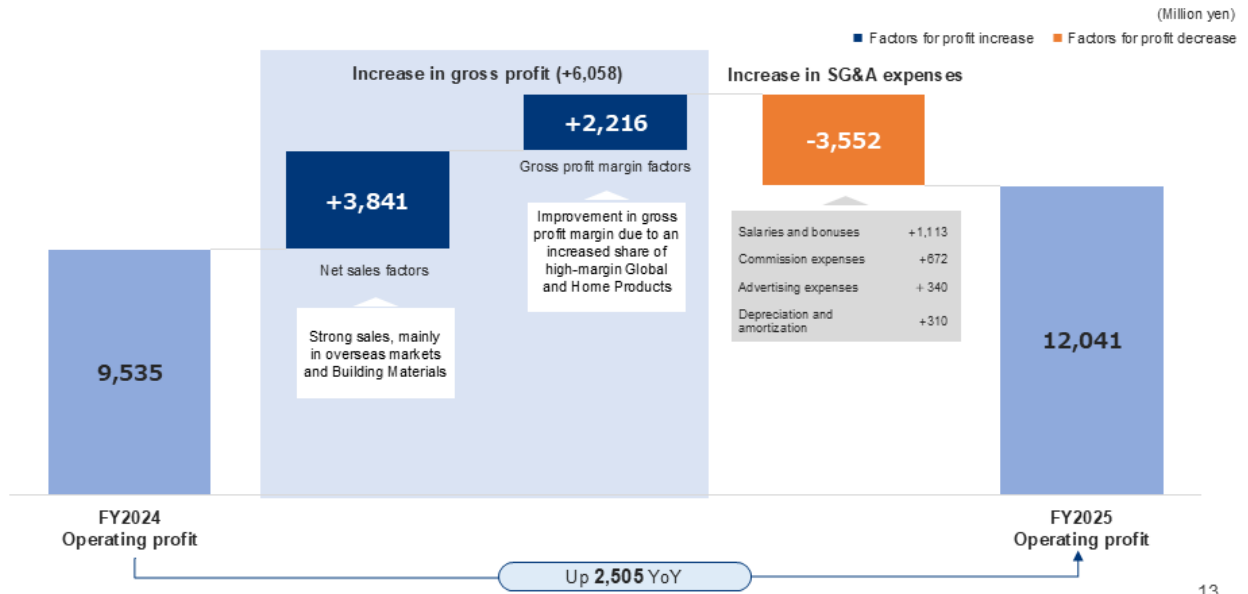 (Million yen)
Factors for profit increase
Factors for profit decrease
Increase in gross profit (+6,058)
Increase in SG&A expenses
+2,216
-3,552
Gross profit margin factors
+3,841
Improvement in gross
profit margin due to an
increased share of
high-margin Global
and Home Products
Salaries and bonuses +1,113
Commission expenses +672
Advertising expenses + 340
Depreciation and
amortization +310
Net sales factors
Strong sales, mainly
in overseas markets
and Building Materials
9,535
12,041
FY2024
Operating profit
FY2025
Operating profit
Up 2,505 YoY
13